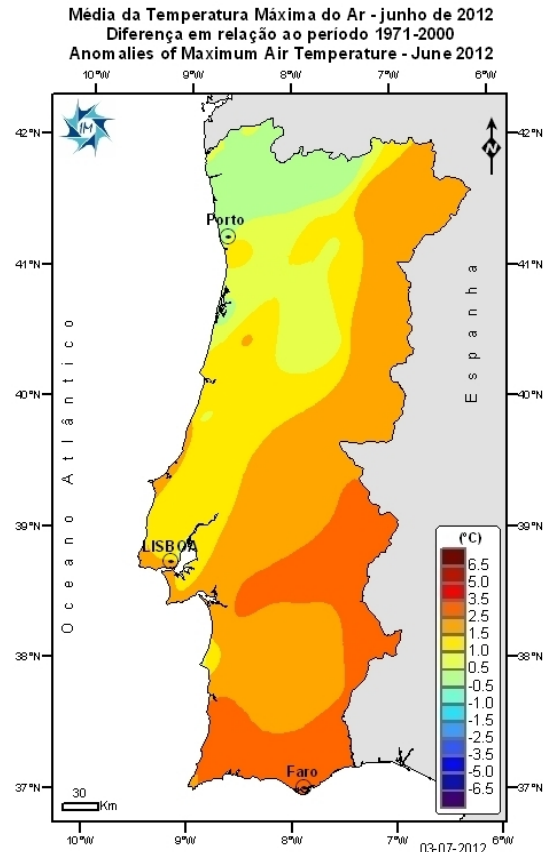 Média da Temperatura Máxima do Ar - junho de 2012
Diferença em relação ao período 1971-2000
Anomalies of Maximum Air Temperature - June 2012
10°W 9°W 8°W 7°W 6°W
IM
N
42°N 42°N
Porto
41°N 41°N
Espanha
40°N 40°N
Oceano Atlântico
39°N 39°N
LISBOA
(°C)
6.5
5.0
3.5
2.5
1.5
1.0
0.5
-0.5
-1.0
-1.5
-2.5
-3.5
-5.0
-6.5
38°N 38°N
Faro
37°N 37°N
30
Km
10°W 9°W 8°W 7°W 6°W
03-07-2012